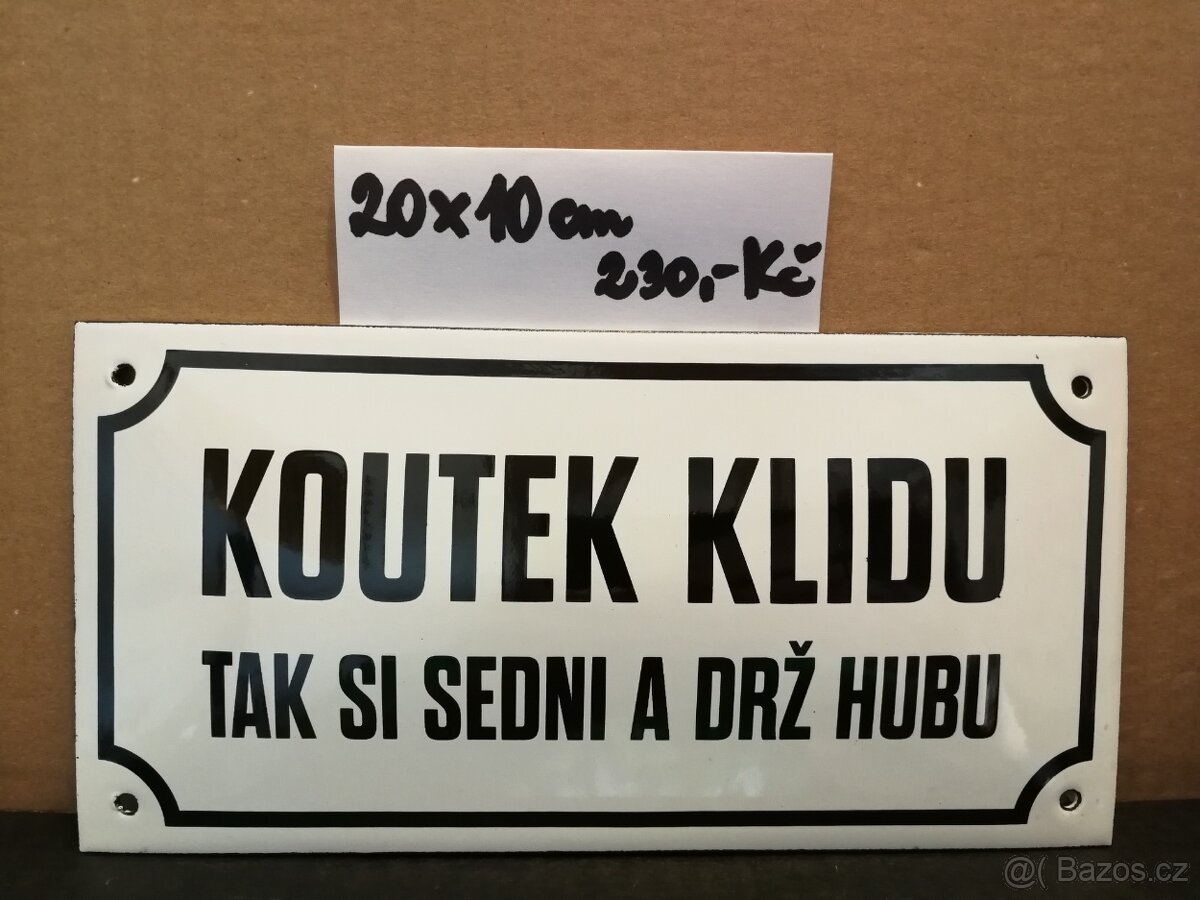 20x10 cm
230,- Kč
KOUTEK KLIDU
TAK SI SEDNI A DRŽ HUBU
@( Bazos.cz